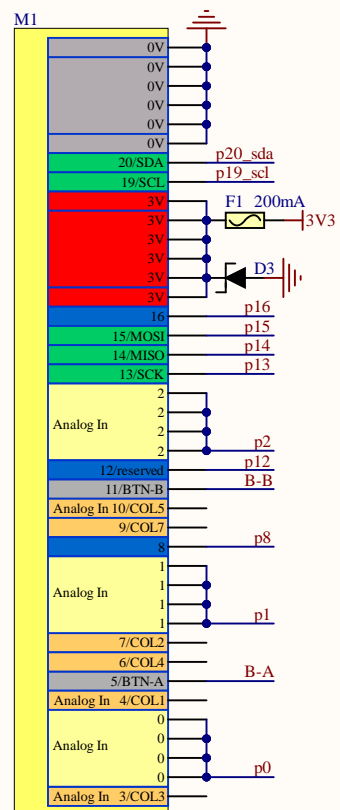 M1
0V
0V
0V
0V
0V
0V
20/SDA p20_sda
19/SCL p19_scl
3V
3V F1 200mA 3V3
3V
3V
3V D3
3V
16 p16
15/MOSI p15
14/MISO p14
13/SCK p13
2
2
Analog In
2
2 p2
12/reserved p12
11/BTN-B B-B
Analog In 10/COL5
9/COL7
8 p8
1
1
Analog In
1
1 p1
7/COL2
6/COL4
5/BTN-A B-A
Analog In 4/COL1
0
0
Analog In
0
0 p0
Analog In 3/COL3